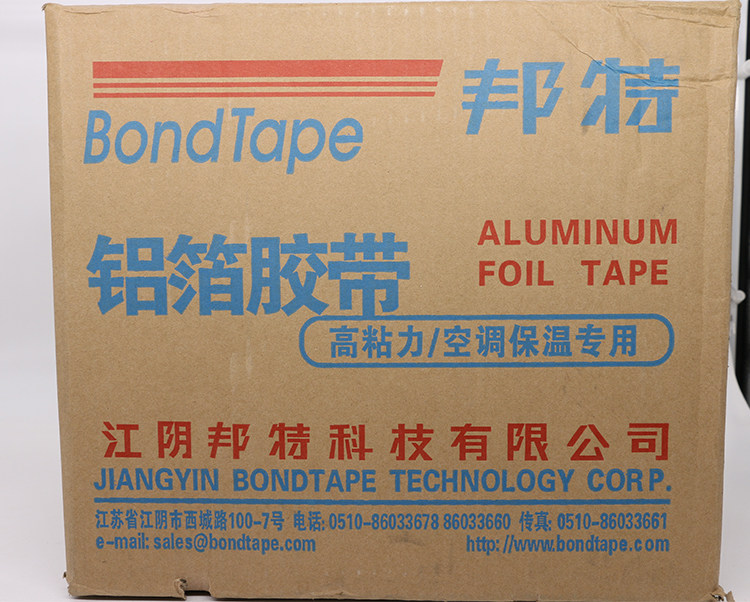 BondTape
邦特
铝箔胶带
ALUMINUM
FOIL TAPE
高粘力/空调保温专用
江阴邦特科技有限公司
JIANGYIN BONDTAPE TECHNOLOGY CORP.
江苏省江阴市西城路100-7号 电话: 0510-86033678 86033660 传真: 0510-86033661
e-mail: sales@bondtape.com http://www.bondtape.com